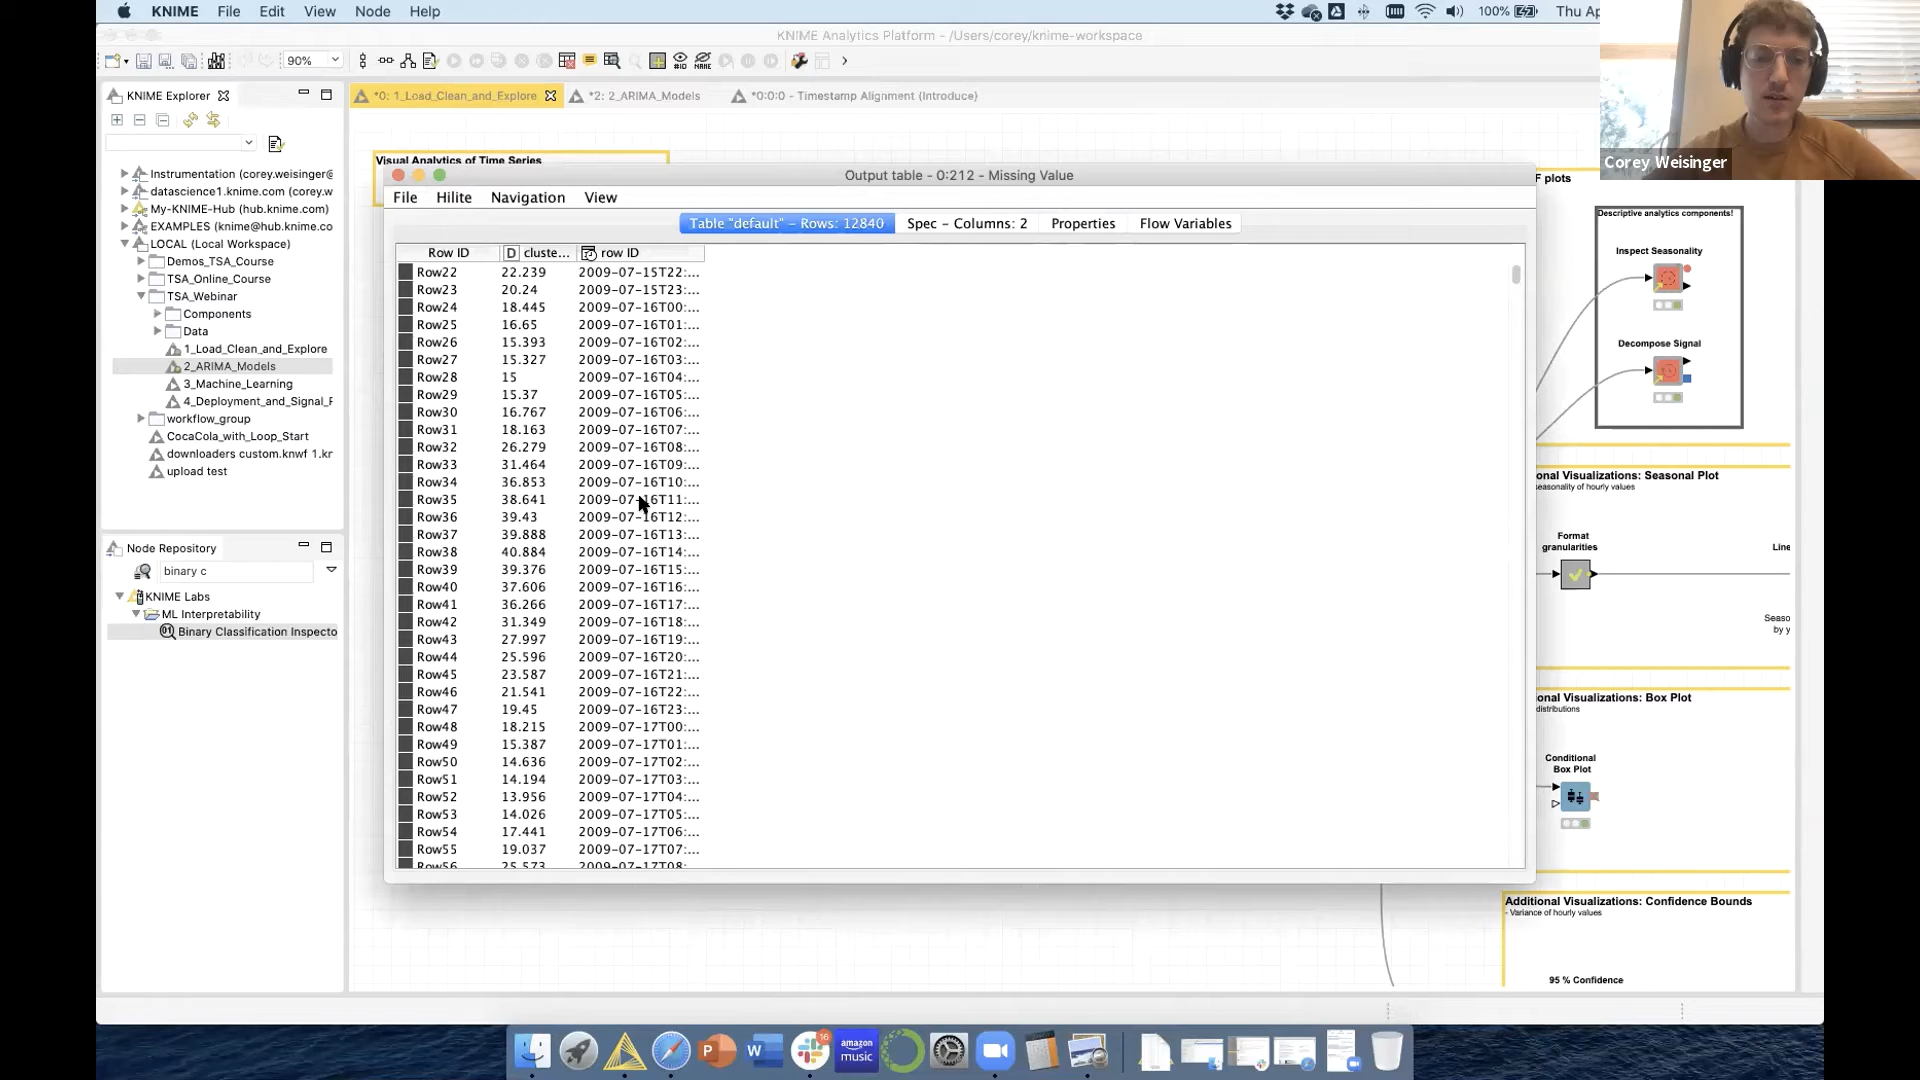 KNIME File Edit View Node Help
100% Thu Ap
KNIME Analytics Platform - /Users/corey/knime-workspace
90%
KNIME Explorer
*0: 1_Load_Clean_and_Explore
*2: 2_ARIMA_Models
*0:0:0 - Timestamp Alignment (Introduce)
Corey Weisinger
Instrumentation (corey.weisinger@
datascience1.knime.com (corey.w
My-KNIME-Hub (hub.knime.com)
EXAMPLES (knime@hub.knime.co
LOCAL (Local Workspace)
Demos_TSA_Course
TSA_Online_Course
TSA_Webinar
Components
Data
1_Load_Clean_and_Explore
2_ARIMA_Models
3_Machine_Learning
4_Deployment_and_Signal_F
workflow_group
CocaCola_with_Loop_Start
downloaders custom.knwf 1.kr
upload test
Node Repository
binary c
KNIME Labs
ML Interpretability
Binary Classification Inspecto
Visual Analytics of Time Series
Output table - 0:212 - Missing Value
File Hilite Navigation View
Table "default" - Rows: 12840 Spec - Columns: 2 Properties Flow Variables
Row ID D cluste... row ID
Row22 22.239 2009-07-15T22:...
Row23 20.24 2009-07-15T23:...
Row24 18.445 2009-07-16T00:...
Row25 16.65 2009-07-16T01:...
Row26 15.393 2009-07-16T02:...
Row27 15.327 2009-07-16T03:...
Row28 15 2009-07-16T04:...
Row29 15.37 2009-07-16T05:...
Row30 16.767 2009-07-16T06:...
Row31 18.163 2009-07-16T07:...
Row32 26.279 2009-07-16T08:...
Row33 31.464 2009-07-16T09:...
Row34 36.853 2009-07-16T10:...
Row35 38.641 2009-07-16T11:...
Row36 39.43 2009-07-16T12:...
Row37 39.888 2009-07-16T13:...
Row38 40.884 2009-07-16T14:...
Row39 39.376 2009-07-16T15:...
Row40 37.606 2009-07-16T16:...
Row41 36.266 2009-07-16T17:...
Row42 31.349 2009-07-16T18:...
Row43 27.997 2009-07-16T19:...
Row44 25.596 2009-07-16T20:...
Row45 23.587 2009-07-16T21:...
Row46 21.541 2009-07-16T22:...
Row47 19.45 2009-07-16T23:...
Row48 18.215 2009-07-17T00:...
Row49 15.387 2009-07-17T01:...
Row50 14.636 2009-07-17T02:...
Row51 14.194 2009-07-17T03:...
Row52 13.956 2009-07-17T04:...
Row53 14.026 2009-07-17T05:...
Row54 17.441 2009-07-17T06:...
Row55 19.037 2009-07-17T07:...
Row56 25.573 2009-07-17T08:
F plots
Descriptive analytics components!
Inspect Seasonality
Decompose Signal
onal Visualizations: Seasonal Plot
seasonality of hourly values
Format
granularities
Line
Seaso
by y
onal Visualizations: Box Plot
distributions
Conditional
Box Plot
Additional Visualizations: Confidence Bounds
- Variance of hourly values
95 % Confidence
P
W
16
amazon
music